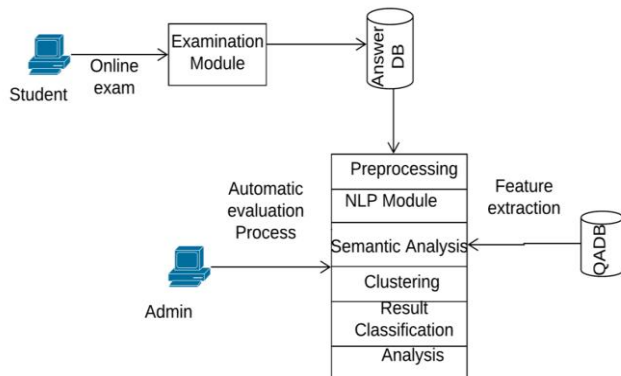 Examination
Module
Answer
DB
Online
exam
Student
Preprocessing
NLP Module
Semantic Analysis
Clustering
Result
Classification
Analysis
Automatic
evaluation
Process
Feature
extraction
QADB
Admin